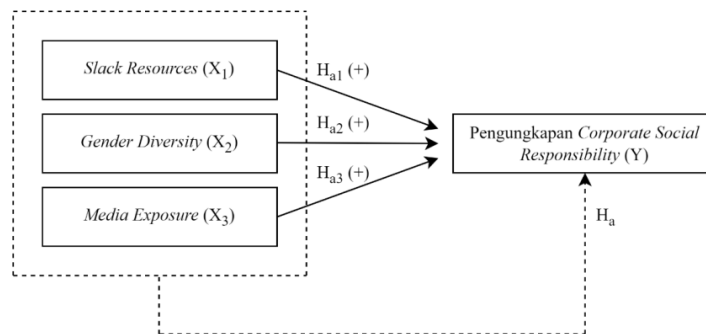 Slack Resources (X₁)
Gender Diversity (X₂)
Media Exposure (X₃)
Hₐ₁ (+)
Hₐ₂ (+)
Hₐ₃ (+)
Pengungkapan Corporate Social
Responsibility (Y)
Hₐ